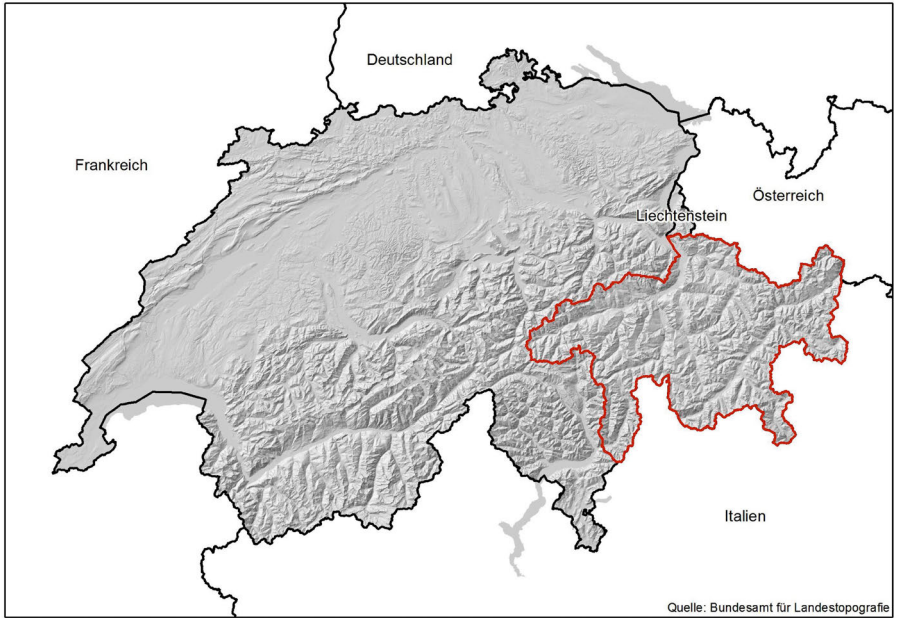 Deutschland
Frankreich
Österreich
Liechtenstein
Italien
Quelle: Bundesamt für Landestopografie